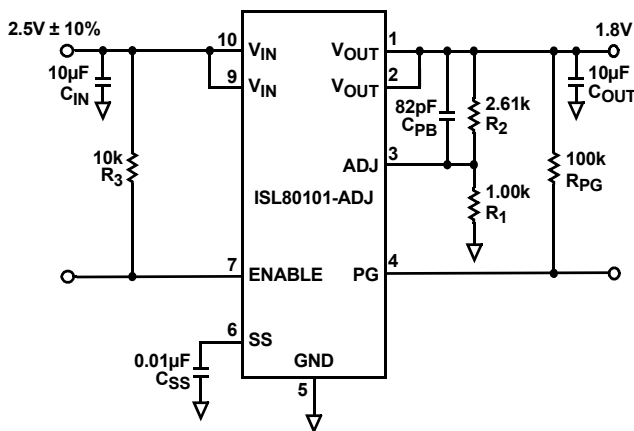 2.5V ± 10%
1.8V
10 VIN
VOUT 1
10µF
CIN
9 VIN
VOUT 2
82pF
CPB
2.61k
R2
10µF
COUT
10k
R3
ADJ 3
ISL80101-ADJ
1.00k
R1
100k
RPG
7 ENABLE
PG 4
6 SS
0.01µF
CSS
GND
5